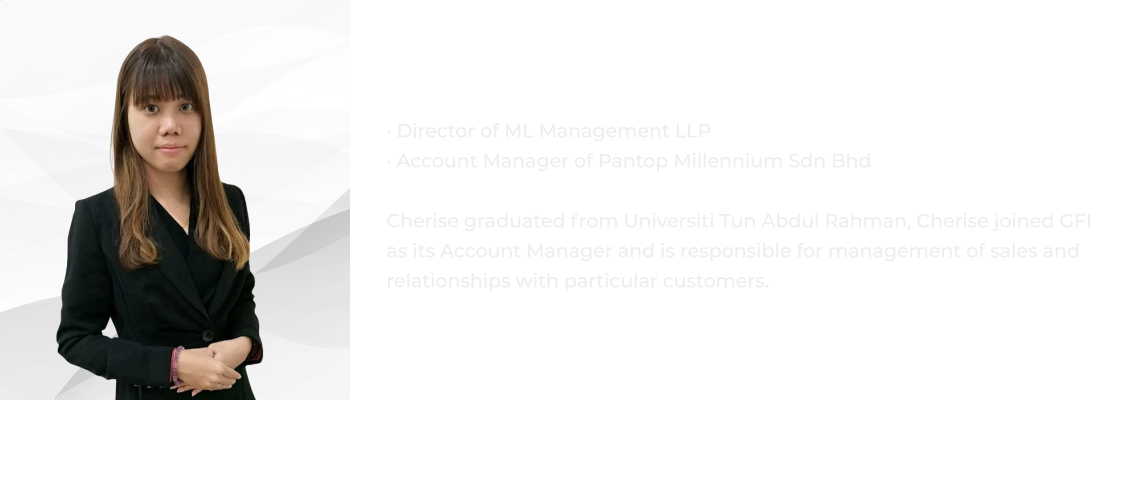 · Director of ML Management LLP
· Account Manager of Pantop Millennium Sdn Bhd
Cherise graduated from Universiti Tun Abdul Rahman, Cherise joined GFI
as its Account Manager and is responsible for management of sales and
relationships with particular customers.